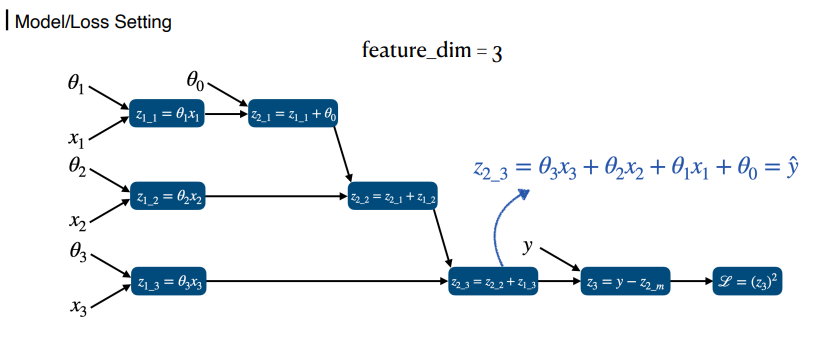 Model/Loss Setting
feature_dim = 3
θ₁
θ₀
z₁_₁ = θ₁x₁
z₂_₁ = z₁_₁ + θ₀
x₁
θ₂
z₂_₃ = θ₃x₃ + θ₂x₂ + θ₁x₁ + θ₀ = ŷ
z₁_₂ = θ₂x₂
z₂_₂ = z₂_₁ + z₁_₂
x₂
θ₃
y
z₁_₃ = θ₃x₃
z₂_₃ = z₂_₂ + z₁_₃
z₃ = y − z₂_ₘ
ℒ = (z₃)²
x₃